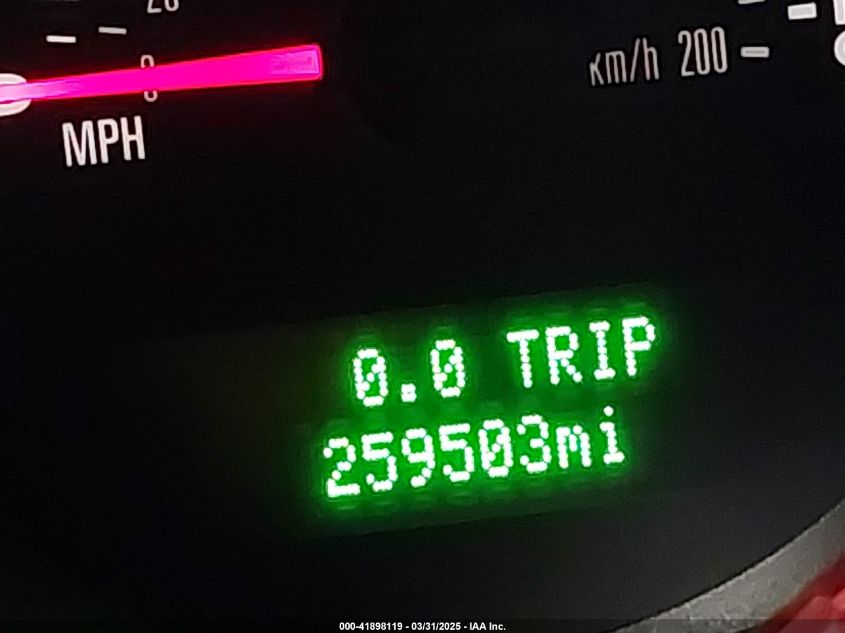 20
0
MPH
km/h 200
0.0 TRIP
259503mi
000-41898119 - 03/31/2025 - IAA Inc.